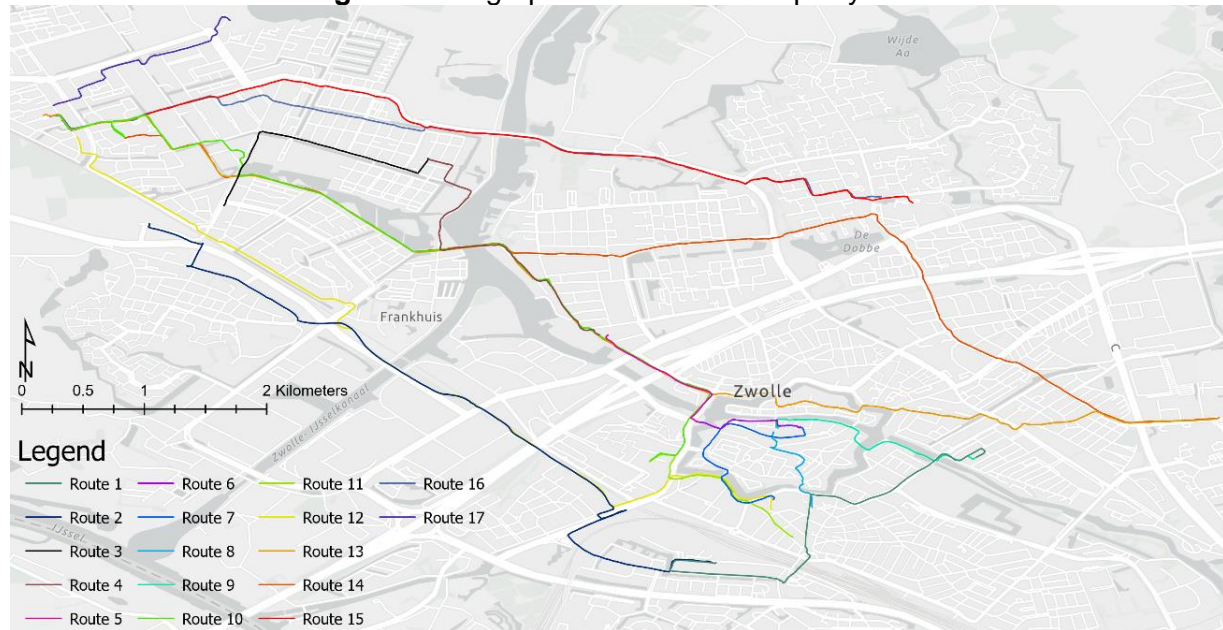 Wijde
Aa
De
Dobbe
Frankhuis
N
0 0.5 1 2 Kilometers
Zwolle
Zwolle-IJsselkanaal
Legend
Route 1 Route 6 Route 11 Route 16
Route 2 Route 7 Route 12 Route 17
Route 3 Route 8 Route 13
IJssel
Route 4 Route 9 Route 14
Route 5 Route 10 Route 15